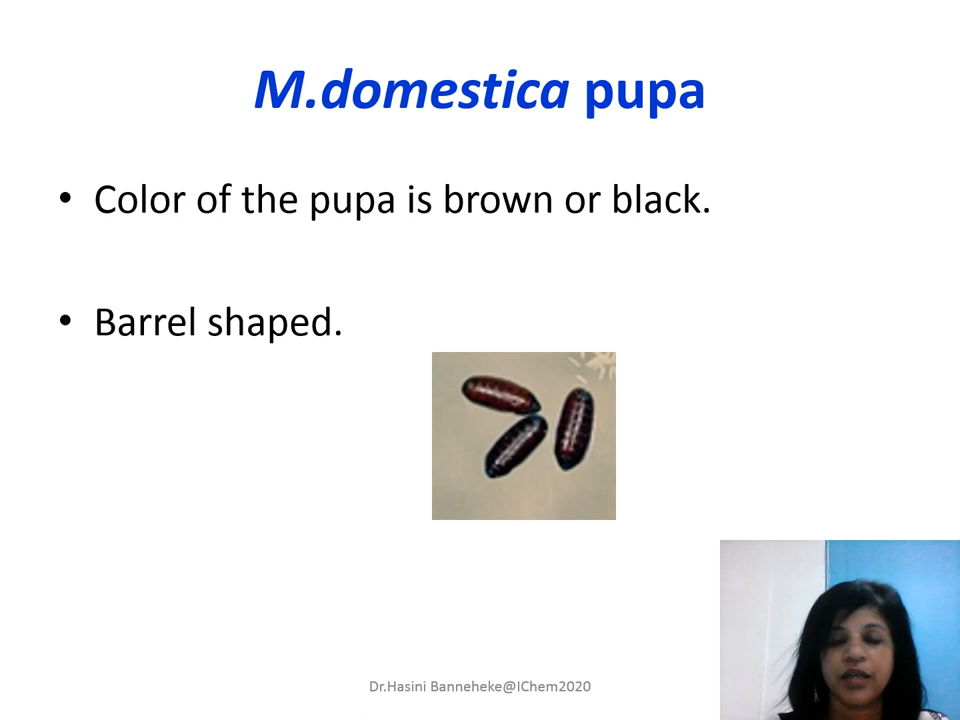 M.domestica pupa
• Color of the pupa is brown or black.
• Barrel shaped.
Dr.Hasini Banneheke@IChem2020